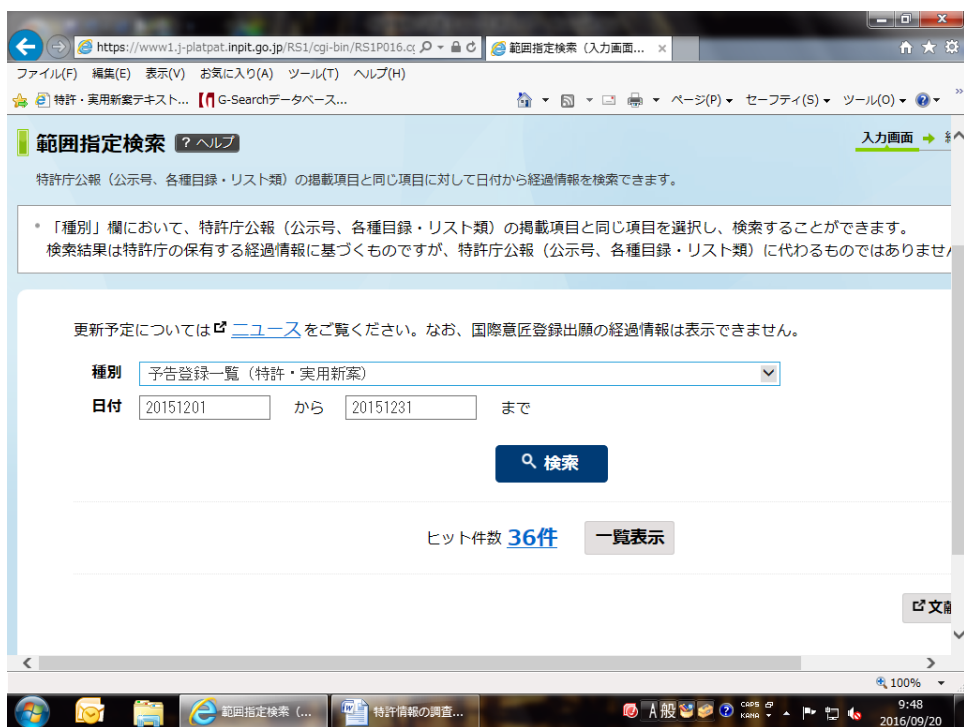 https://www1.j-platpat.inpit.go.jp/RS1/cgi-bin/RS1P016.cg
範囲指定検索（入力画面...
ファイル(F) 編集(E) 表示(V) お気に入り(A) ツール(T) ヘルプ(H)
特許・実用新案テキスト... G-Searchデータベース... ページ(P) セーフティ(S) ツール(O)
範囲指定検索 ? ヘルプ 入力画面
特許庁公報（公示号、各種目録・リスト類）の掲載項目と同じ項目に対して日付から経過情報を検索できます。
「種別」欄において、特許庁公報（公示号、各種目録・リスト類）の掲載項目と同じ項目を選択し、検索することができます。
検索結果は特許庁の保有する経過情報に基づくものですが、特許庁公報（公示号、各種目録・リスト類）に代わるものではありませ
更新予定については ニュース をご覧ください。なお、国際意匠登録出願の経過情報は表示できません。
種別 予告登録一覧（特許・実用新案）
日付 20151201 から 20151231 まで
検索
ヒット件数 36件 一覧表示
文献
100%
範囲指定検索 (... 特許情報の調査... A 般 CAPS KANA 9:48
2016/09/20